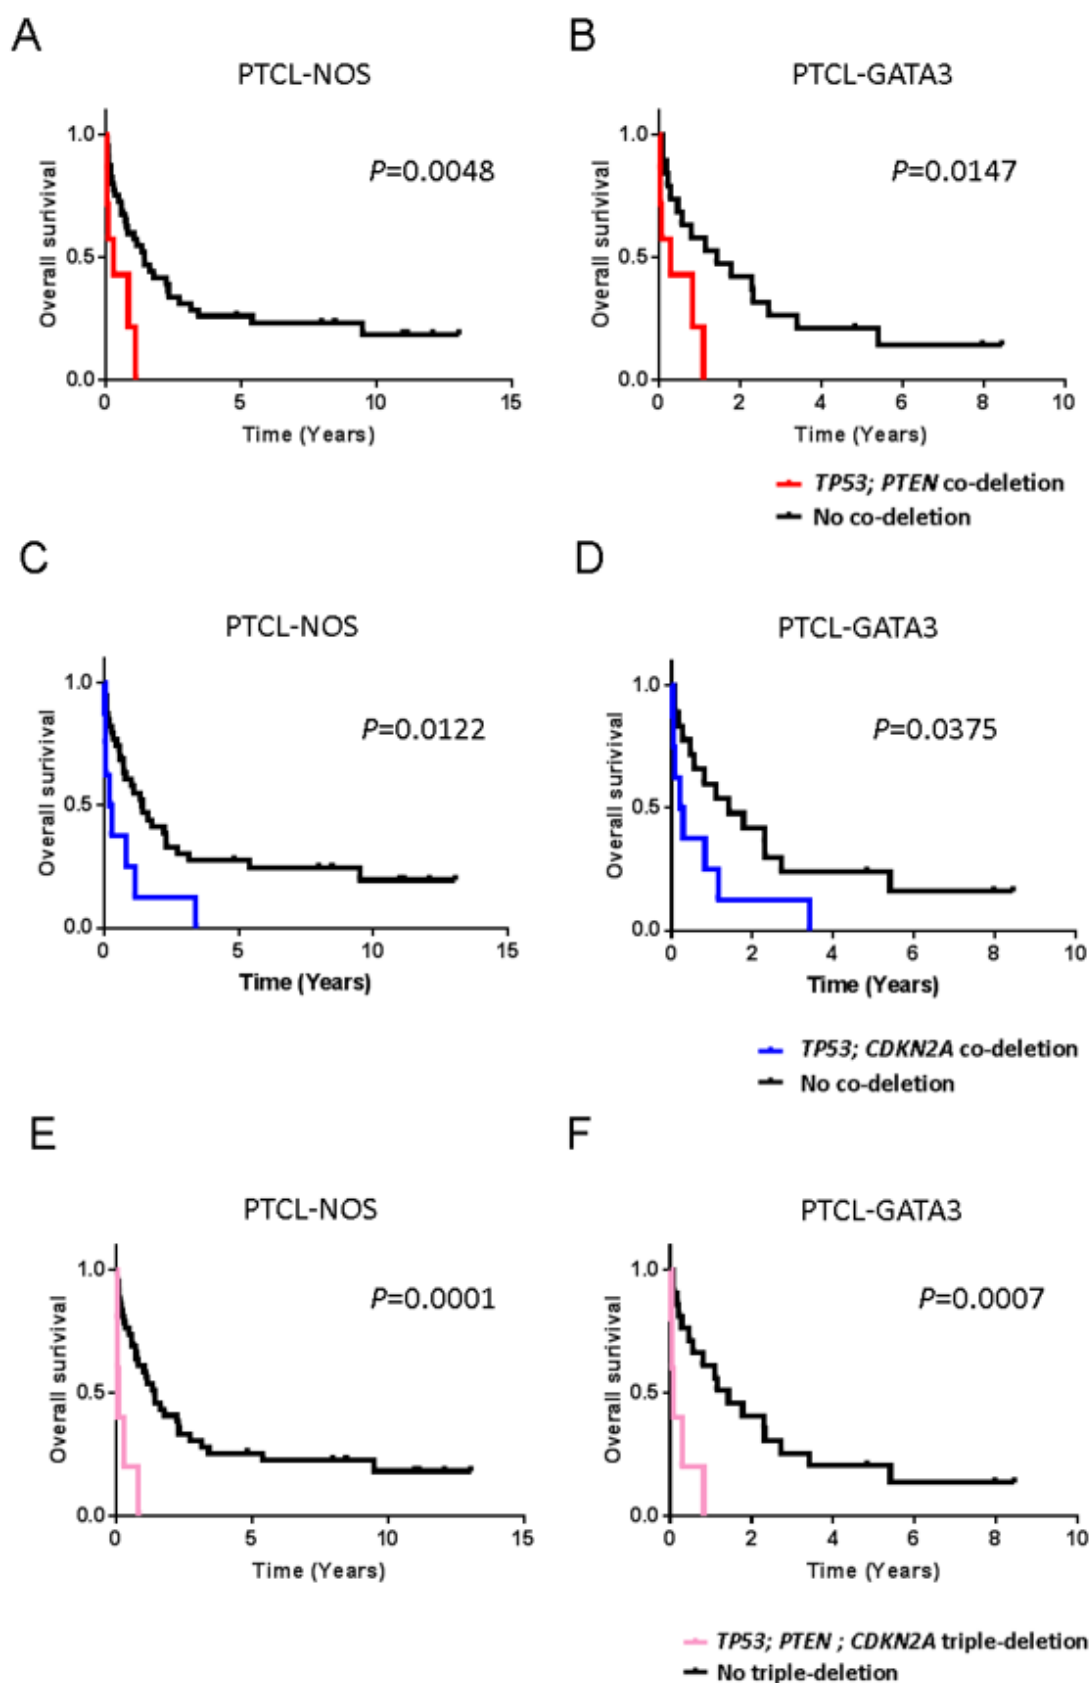 A
PTCL-NOS
Overall surivival
1.0
0.5
0.0
P=0.0048
0 5 10 15
Time (Years)
B
PTCL-GATA3
Overall surivival
1.0
0.5
0.0
P=0.0147
0 2 4 6 8 10
Time (Years)
TP53; PTEN co-deletion
No co-deletion
C
PTCL-NOS
Overall surivival
1.0
0.5
0.0
P=0.0122
0 5 10 15
Time (Years)
D
PTCL-GATA3
Overall surivival
1.0
0.5
0.0
P=0.0375
0 2 4 6 8 10
Time (Years)
TP53; CDKN2A co-deletion
No co-deletion
E
PTCL-NOS
Overall surivival
1.0
0.5
0.0
P=0.0001
0 5 10 15
Time (Years)
F
PTCL-GATA3
Overall surivival
1.0
0.5
0.0
P=0.0007
0 2 4 6 8 10
Time (Years)
TP53; PTEN ; CDKN2A triple-deletion
No triple-deletion